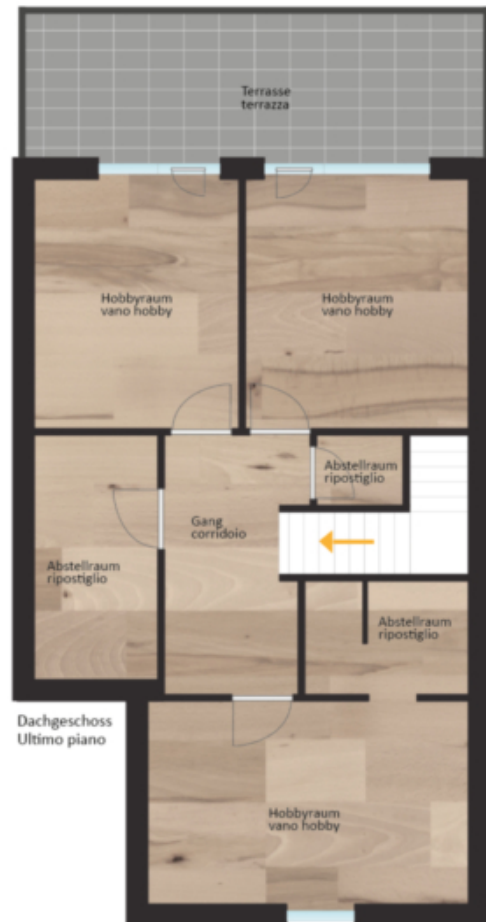 Terrasse
terrazza
Hobbyraum
vano hobby
Hobbyraum
vano hobby
Abstellraum
ripostiglio
Gang
corridoio
Abstellraum
ripostiglio
Abstellraum
ripostiglio
Dachgeschoss
Ultimo piano
Hobbyraum
vano hobby